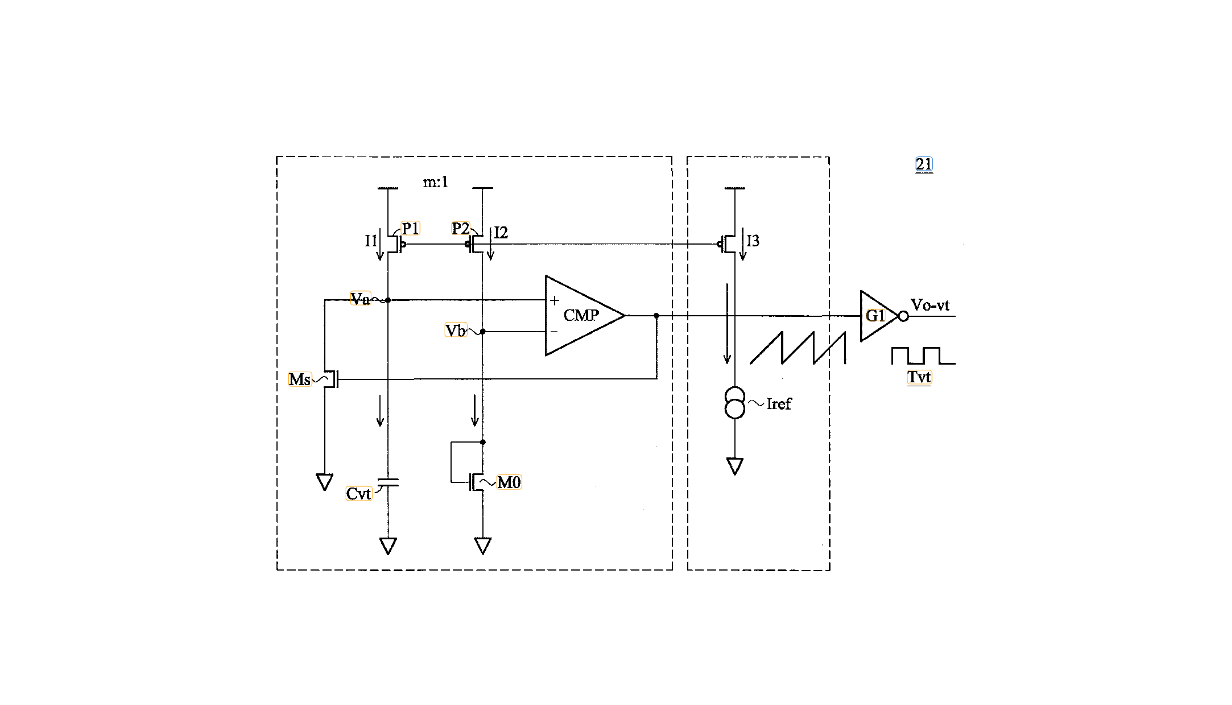 21
m:1
I1 P1 P2 I2 I3
Va + CMP
Vb −
G1 Vo-vt
Tvt
Ms
Iref
Cvt M0